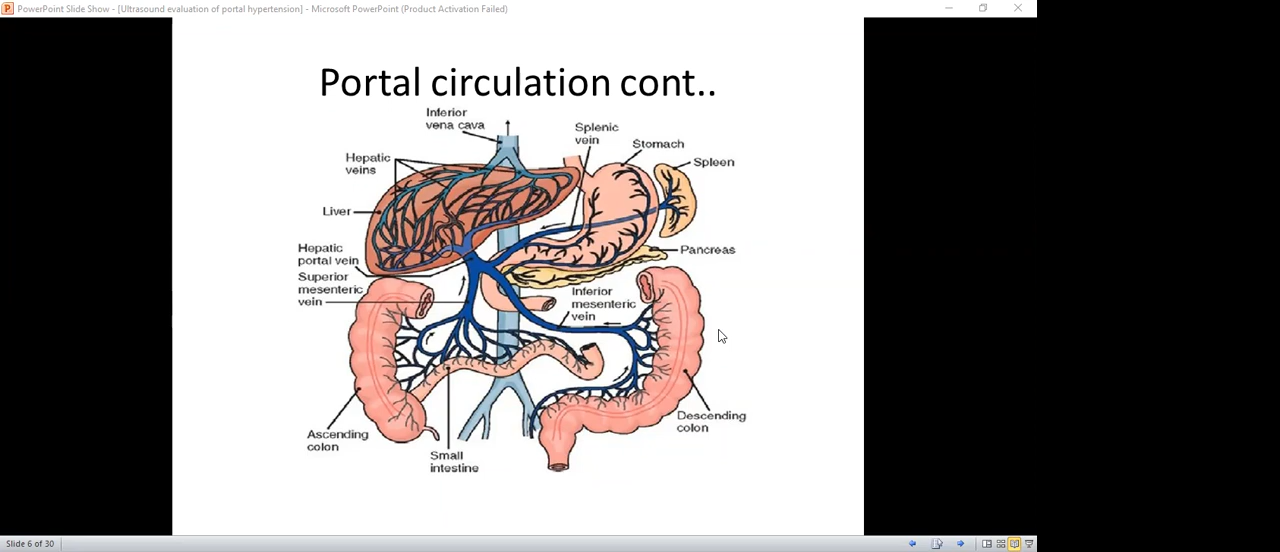 PowerPoint Slide Show - [Ultrasound evaluation of portal hypertension] - Microsoft PowerPoint (Product Activation Failed)
Portal circulation cont..
Inferior
vena cava
Splenic
vein
Stomach
Spleen
Hepatic
veins
Liver
Hepatic
portal vein
Pancreas
Superior
mesenteric
vein
Inferior
mesenteric
vein
Descending
colon
Ascending
colon
Small
intestine
Slide 6 of 30